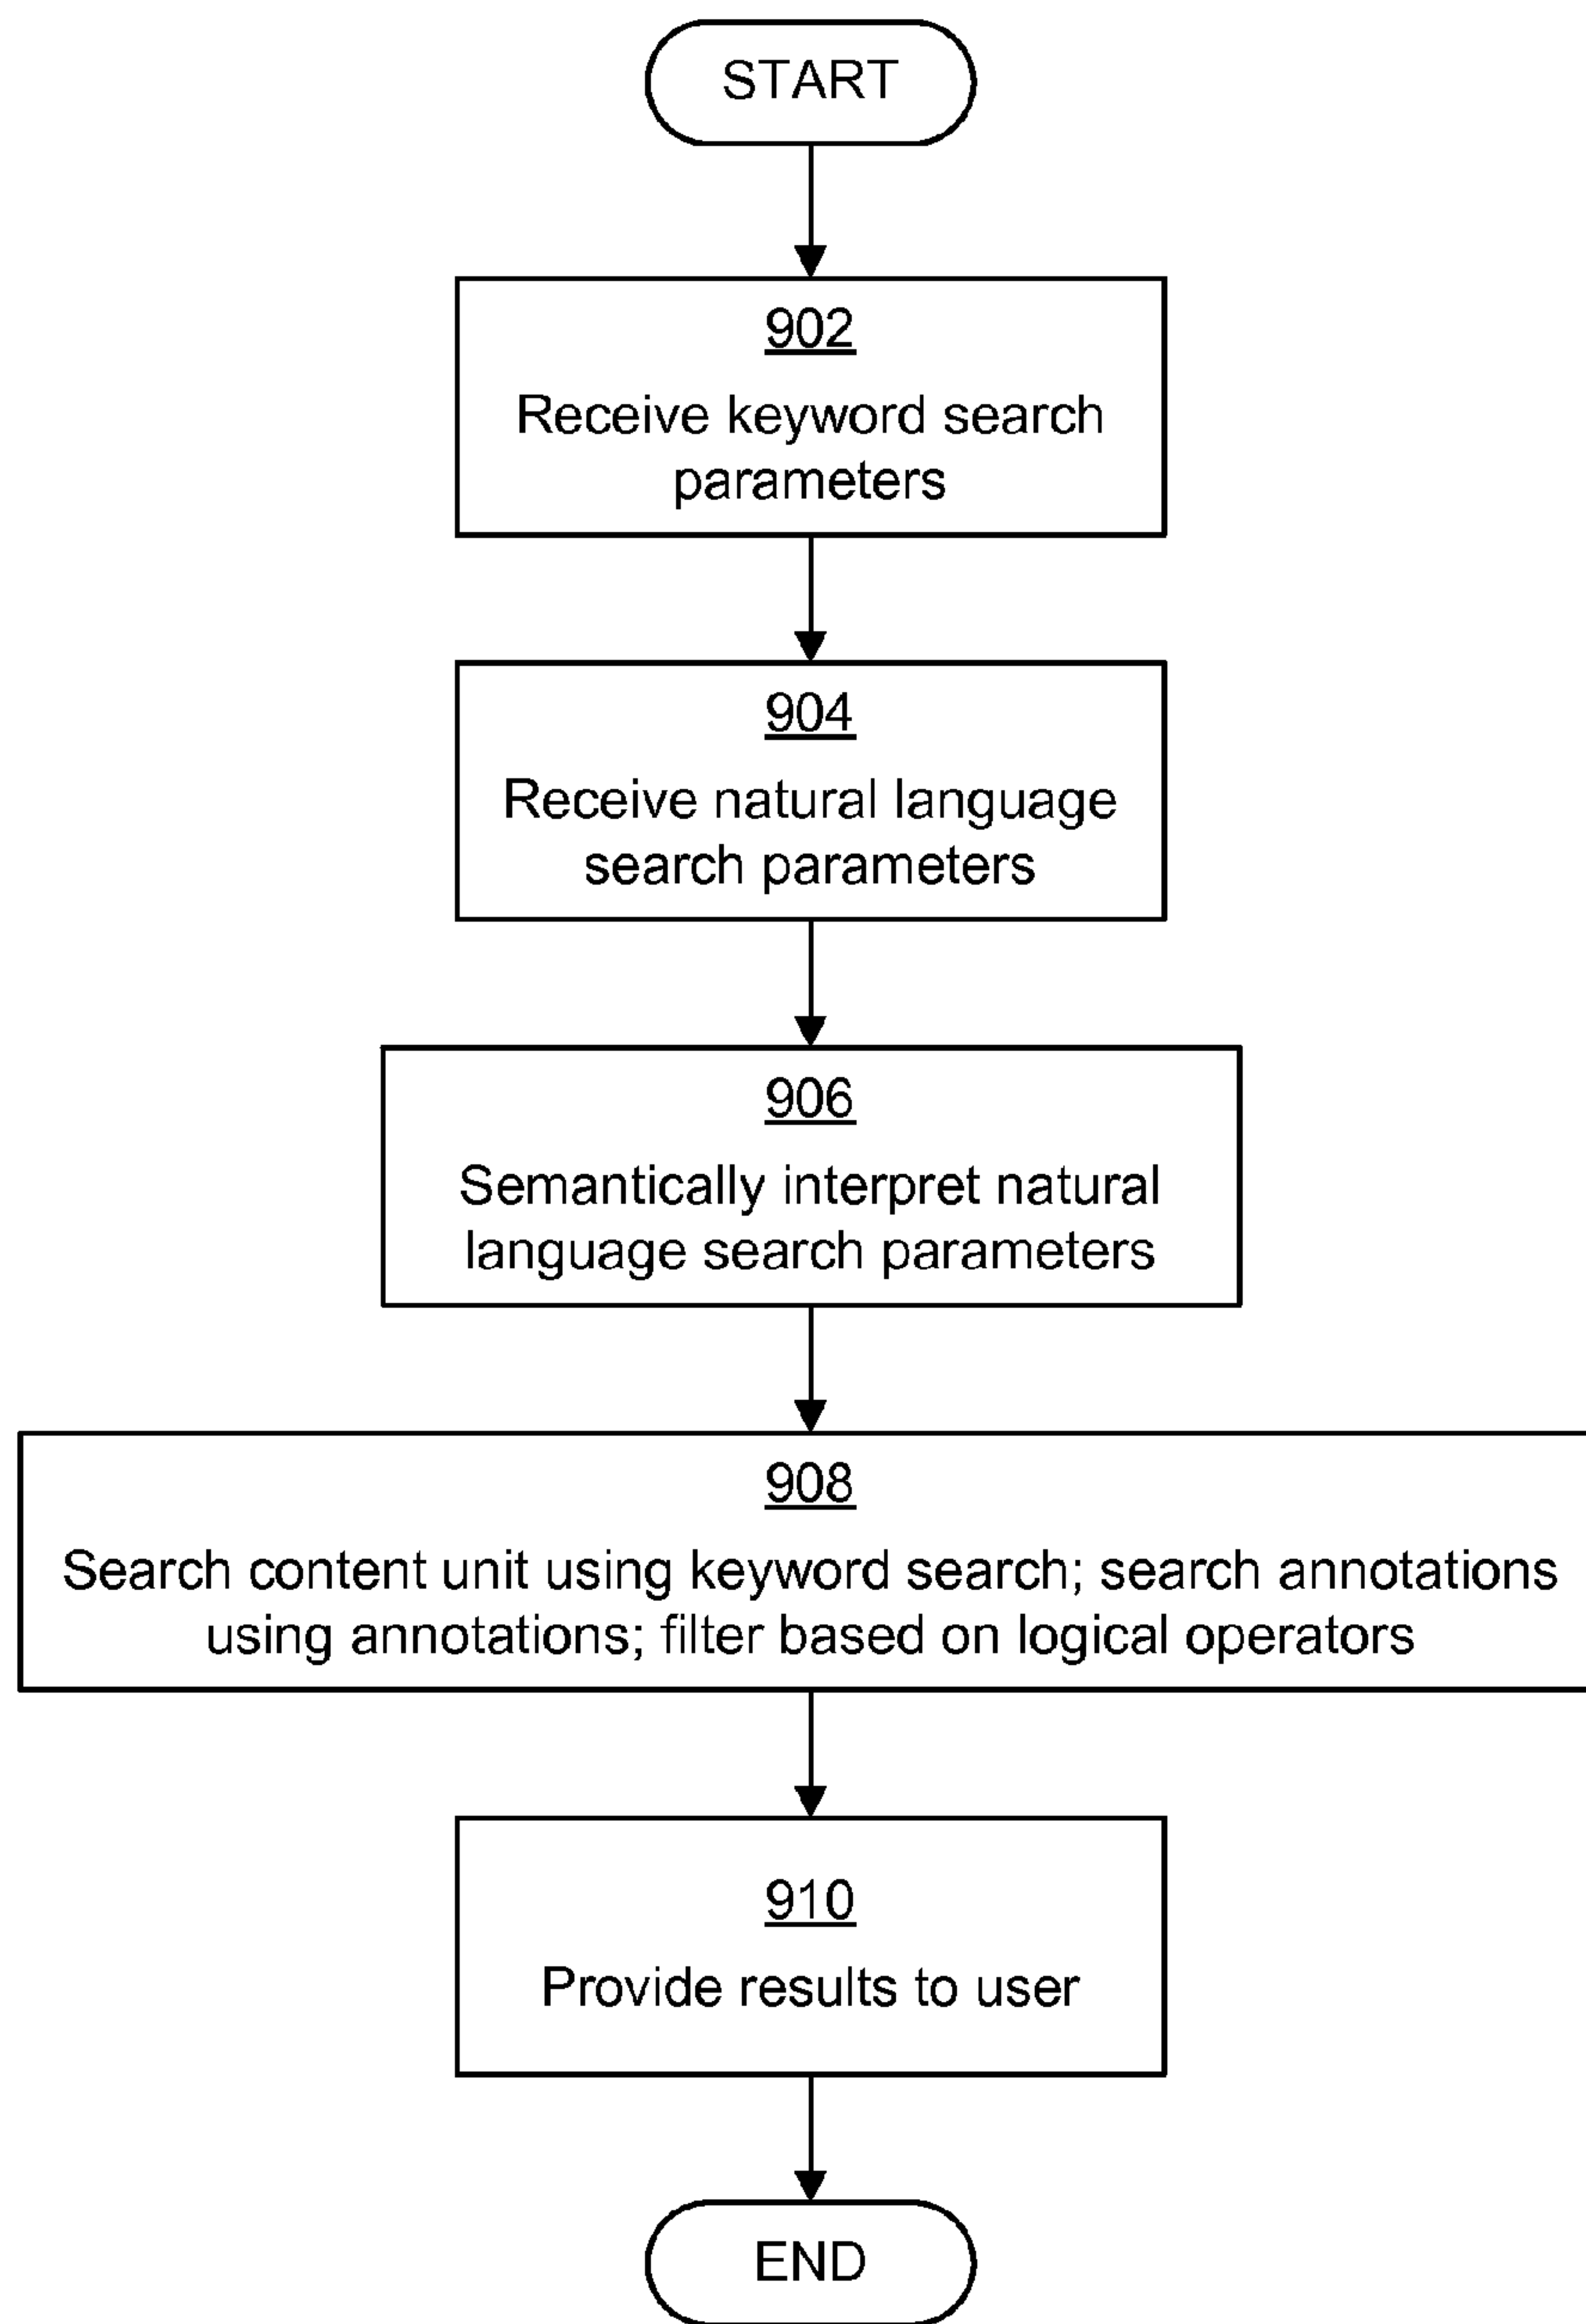 START
902
Receive keyword search
parameters
904
Receive natural language
search parameters
906
Semantically interpret natural
language search parameters
908
Search content unit using keyword search; search annotations
using annotations; filter based on logical operators
910
Provide results to user
END